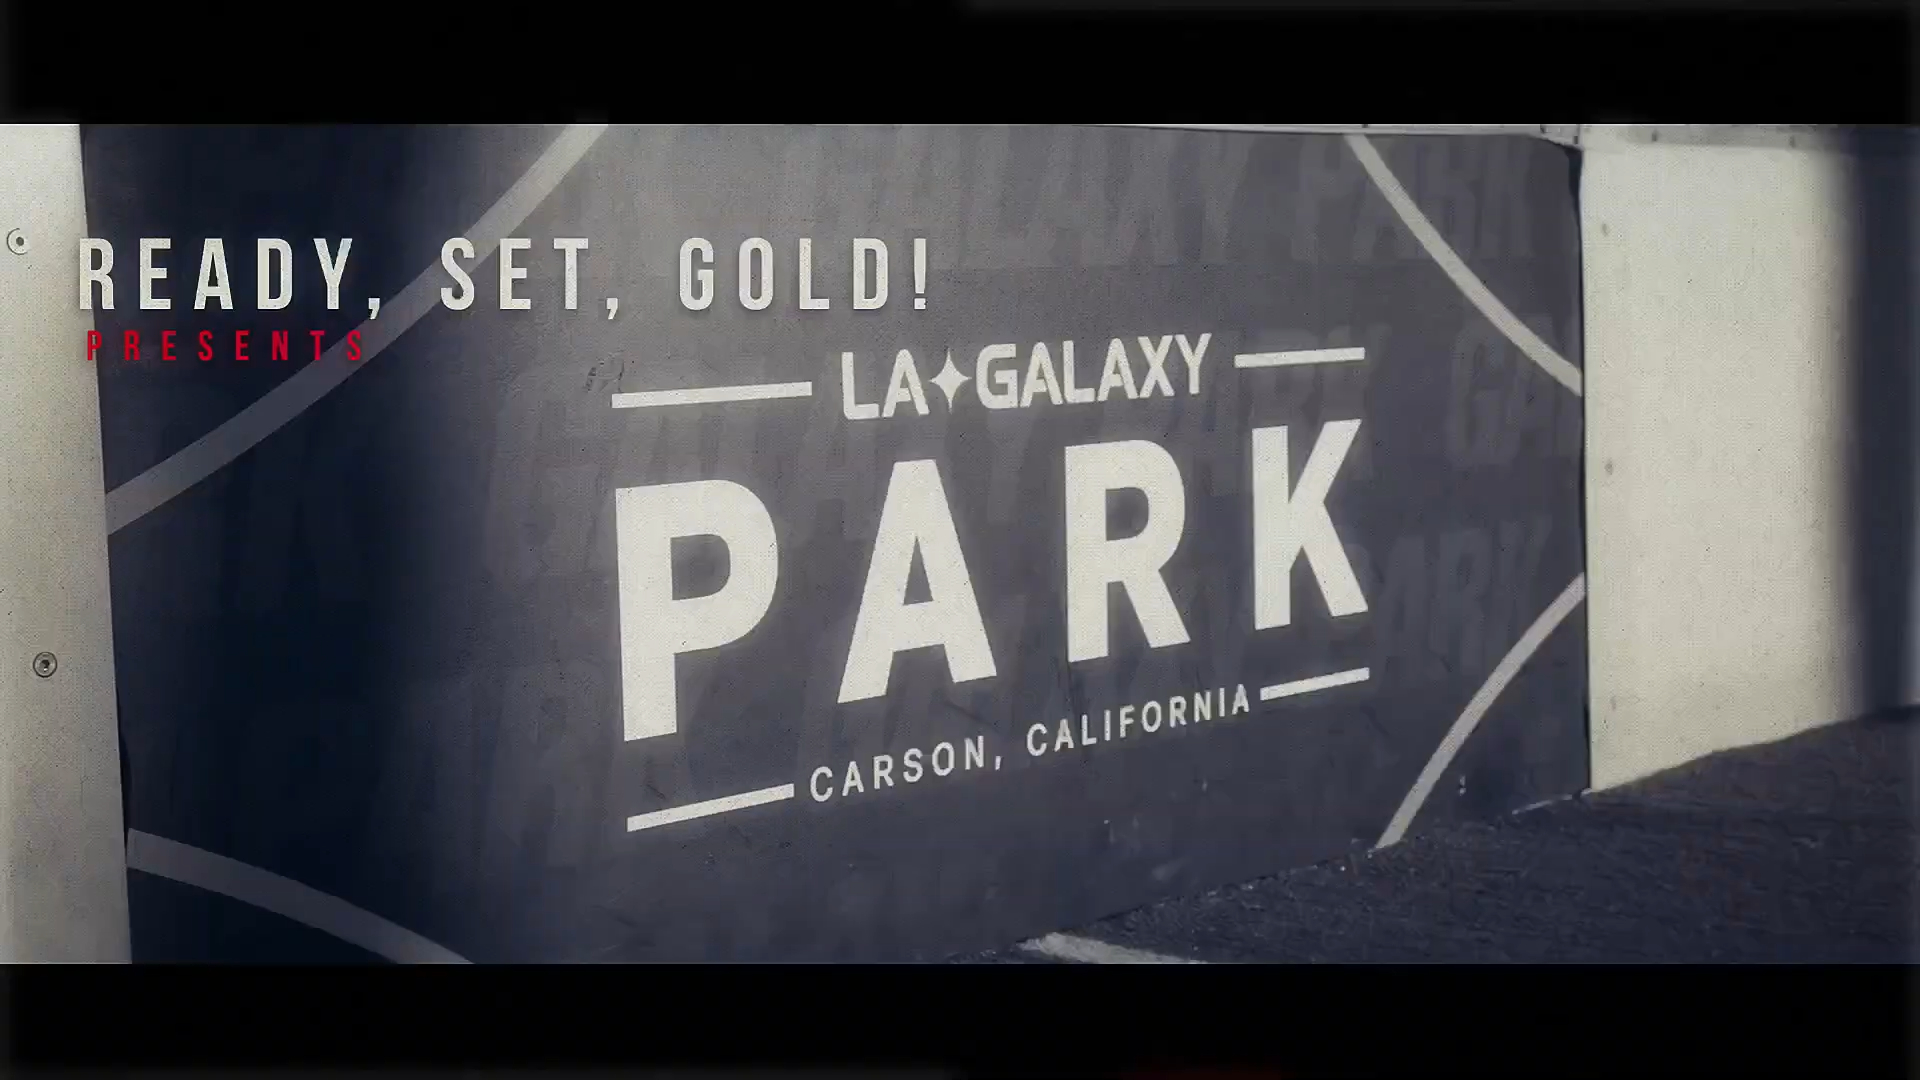 READY, SET, GOLD!
PRESENTS
LA GALAXY
PARK
CARSON, CALIFORNIA